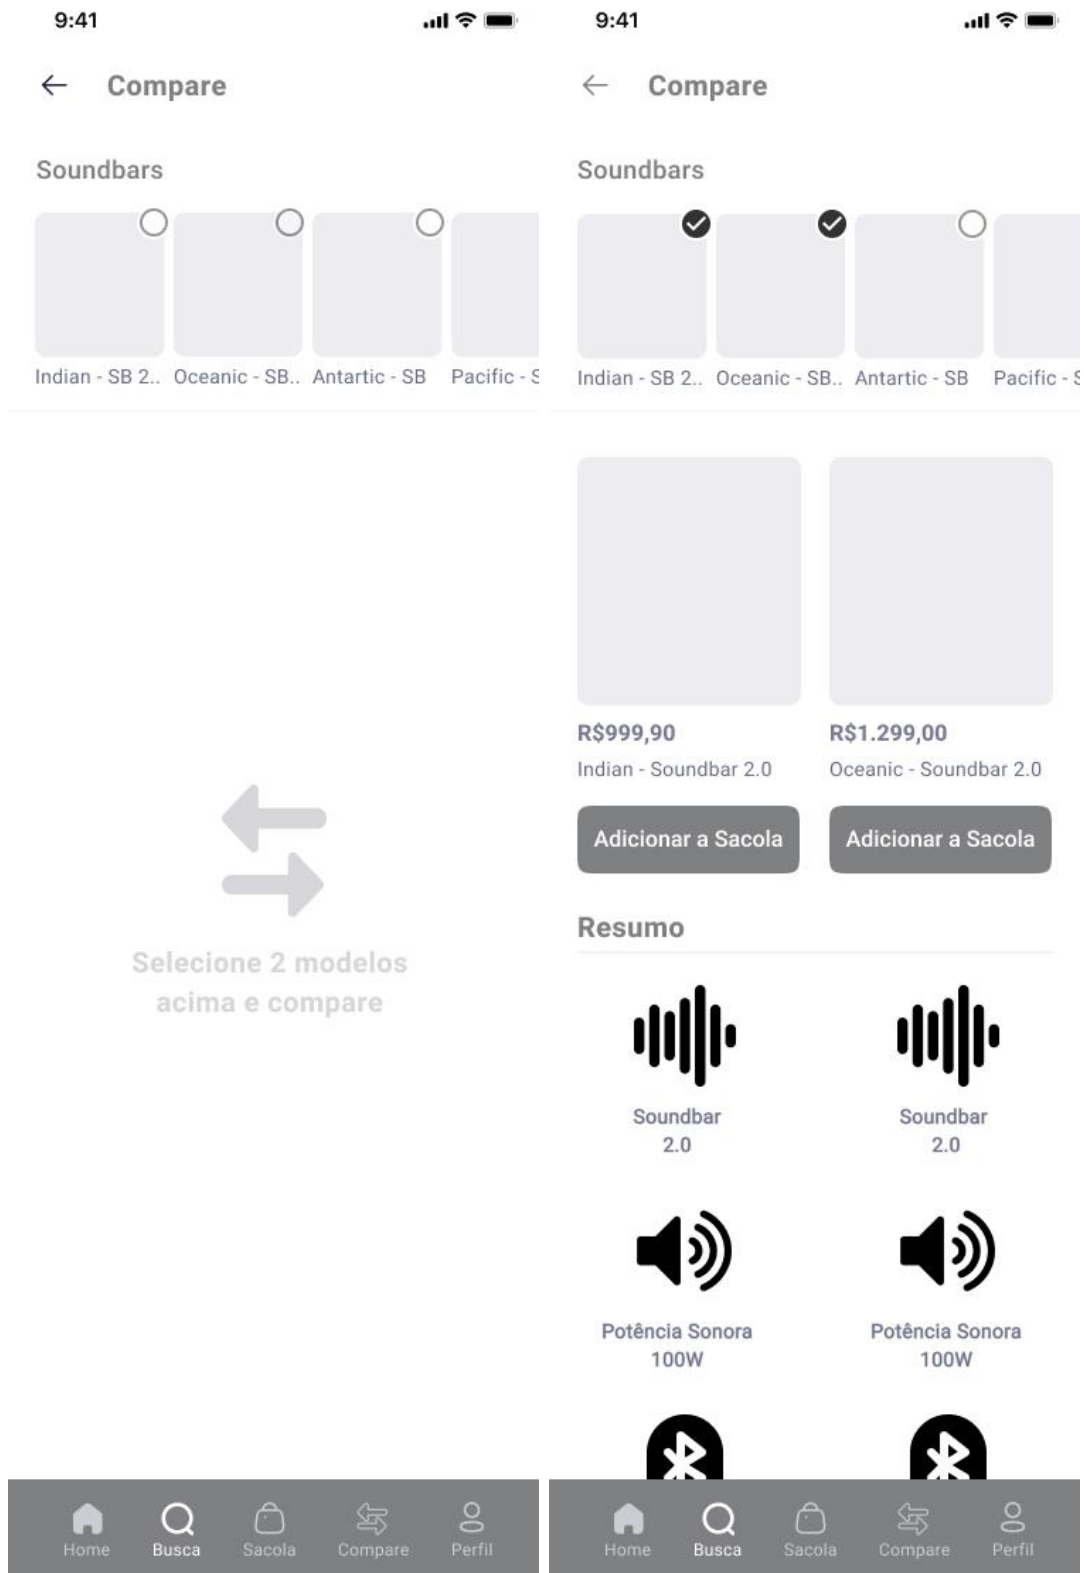 9:41
Compare
Soundbars
Indian - SB 2.. Oceanic - SB.. Antartic - SB Pacific - S
Selecione 2 modelos
acima e compare
Home Busca Sacola Compare Perfil
9:41
Compare
Soundbars
Indian - SB 2.. Oceanic - SB.. Antartic - SB Pacific - S
R$999,90 R$1.299,00
Indian - Soundbar 2.0 Oceanic - Soundbar 2.0
Adicionar a Sacola Adicionar a Sacola
Resumo
Soundbar Soundbar
2.0 2.0
Potência Sonora Potência Sonora
100W 100W
Home Busca Sacola Compare Perfil